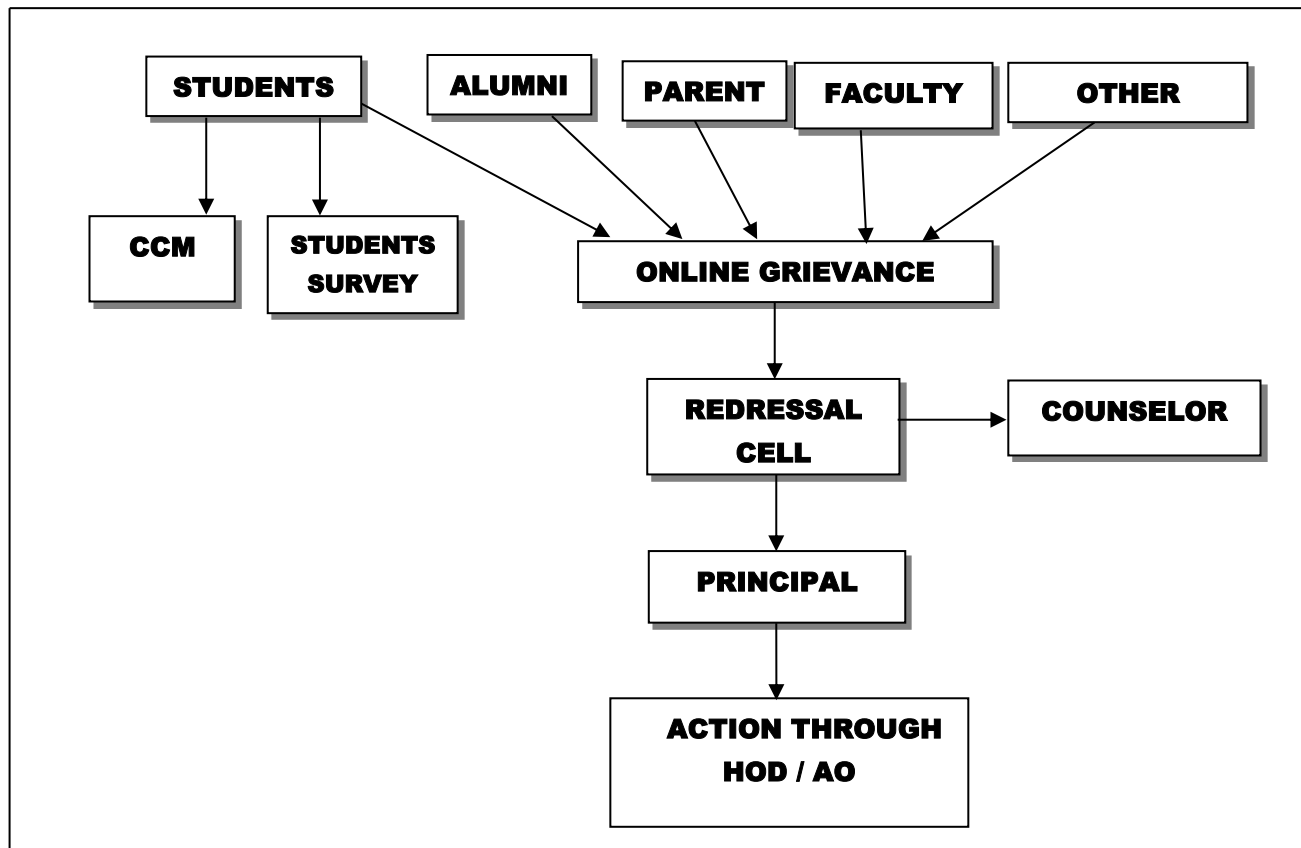 STUDENTS
ALUMNI
PARENT
FACULTY
OTHER
CCM
STUDENTS
SURVEY
ONLINE GRIEVANCE
REDRESSAL
CELL
COUNSELOR
PRINCIPAL
ACTION THROUGH
HOD / AO